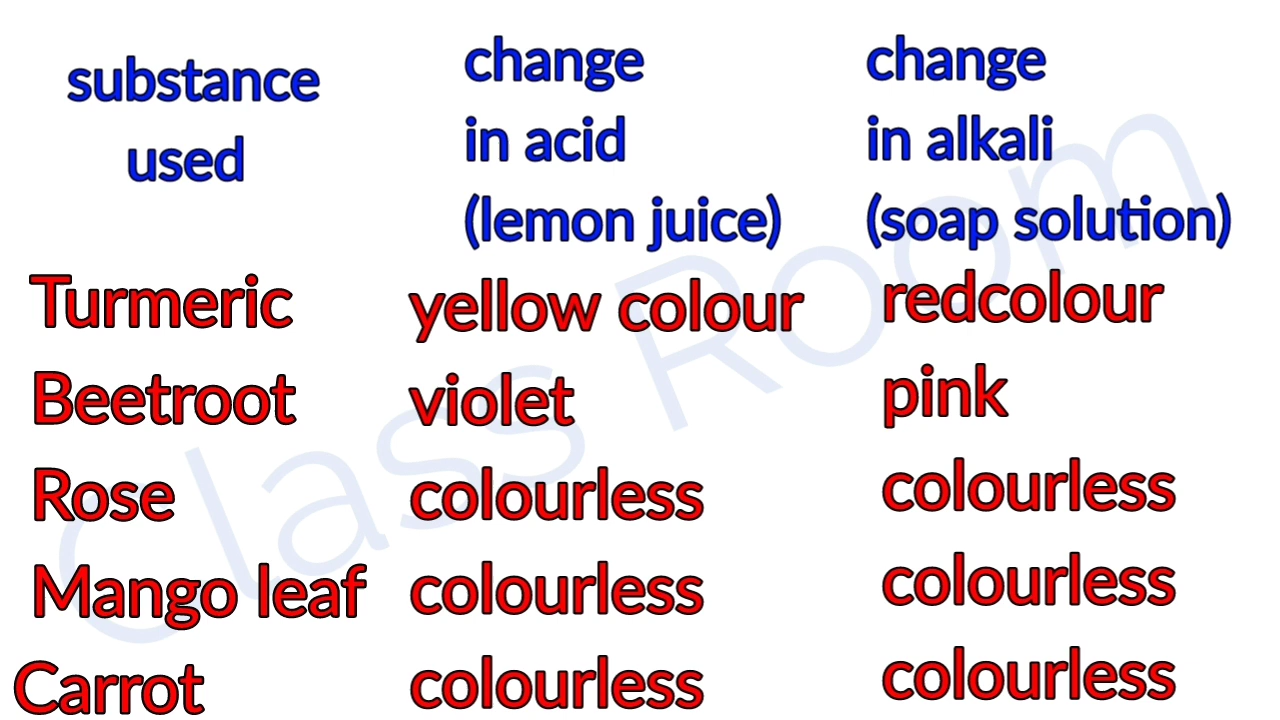 substance used
change in acid (lemon juice)
change in alkali (soap solution)
Turmeric yellow colour redcolour
Beetroot violet pink
Rose colourless colourless
Mango leaf colourless colourless
Carrot colourless colourless
Class Room